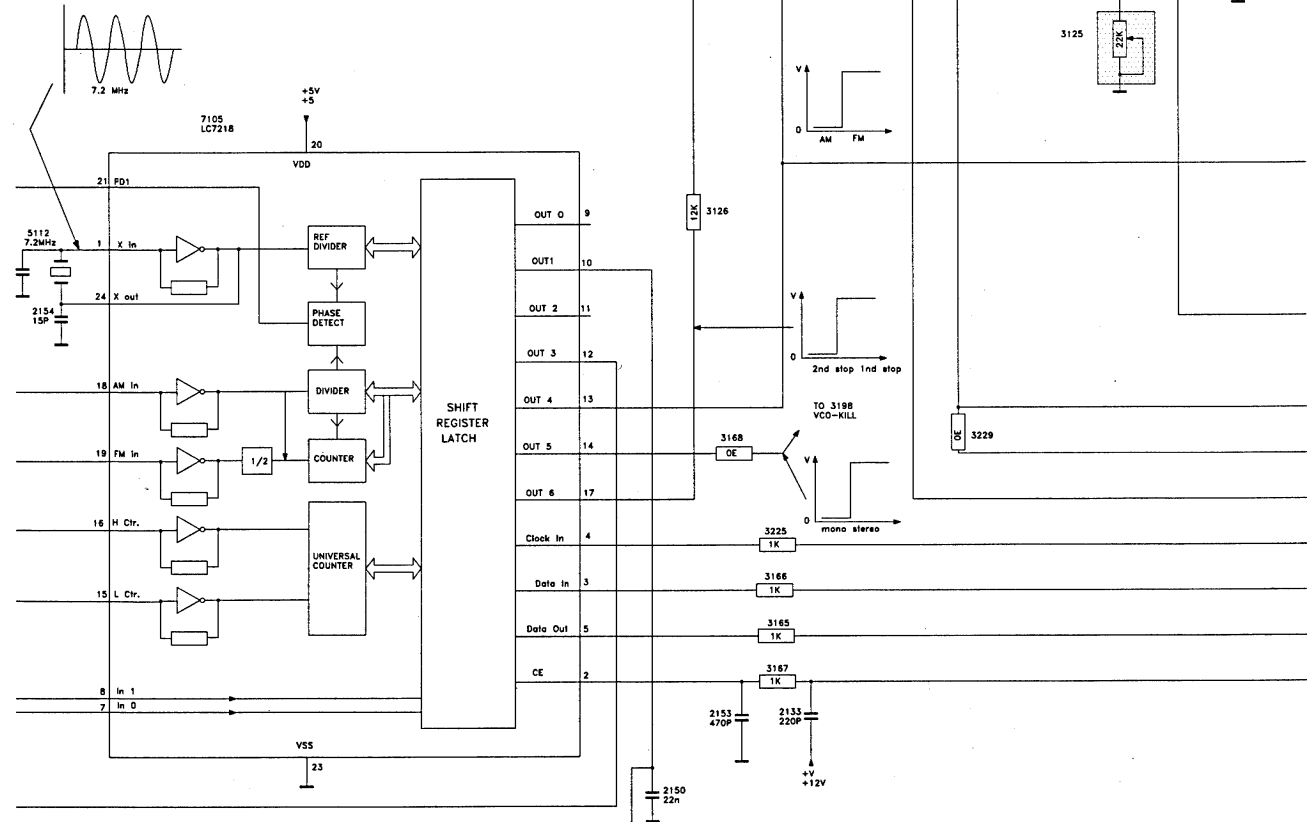 7.2 MHz
+5V
+5
7105
LC7218
20
VDD
21 PD1
5112
7.2MHz
1 X in
24 X out
2154
15P
REF
DIVIDER
PHASE
DETECT
18 AM in
DIVIDER
19 FM in
1/2
COUNTER
16 H Ctr.
UNIVERSAL
COUNTER
15 L Ctr.
8 In 1
7 In 0
VSS
23
SHIFT
REGISTER
LATCH
OUT 0 9
OUT1 10
OUT 2 11
OUT 3 12
OUT 4 13
OUT 5 14
OUT 6 17
Clock In 4
Data In 3
Data Out 5
CE 2
12K
3126
V
0
AM FM
V
0
2nd stop 1nd stop
TO 3198
VCO-KILL
3168
0E
V
0
mono stereo
3225
1K
3166
1K
3165
1K
3167
1K
2153
470P
2133
220P
+V
+12V
2150
22n
3125
22K
0E
3229